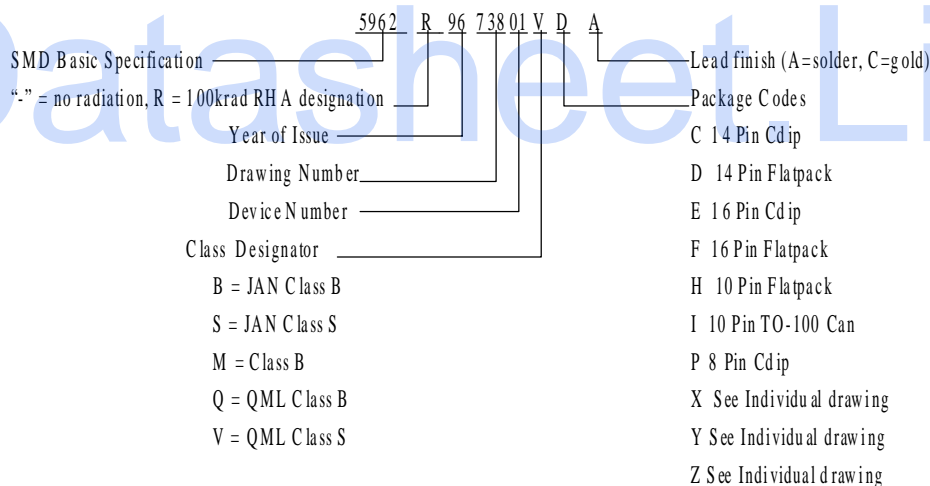 5962 R 96 738 01 V D A
SMD Basic Specification
Lead finish (A=solder, C=gold)
“-” = no radiation, R = 100krad RHA designation
Package Codes
Year of Issue
C 14 Pin Cdip
Drawing Number
D 14 Pin Flatpack
Device Number
E 16 Pin Cdip
Class Designator
F 16 Pin Flatpack
B = JAN Class B
H 10 Pin Flatpack
S = JAN Class S
I 10 Pin TO-100 Can
M = Class B
P 8 Pin Cdip
Q = QML Class B
X See Individual drawing
V = QML Class S
Y See Individual drawing
Z See Individual drawing
Datasheet.Li